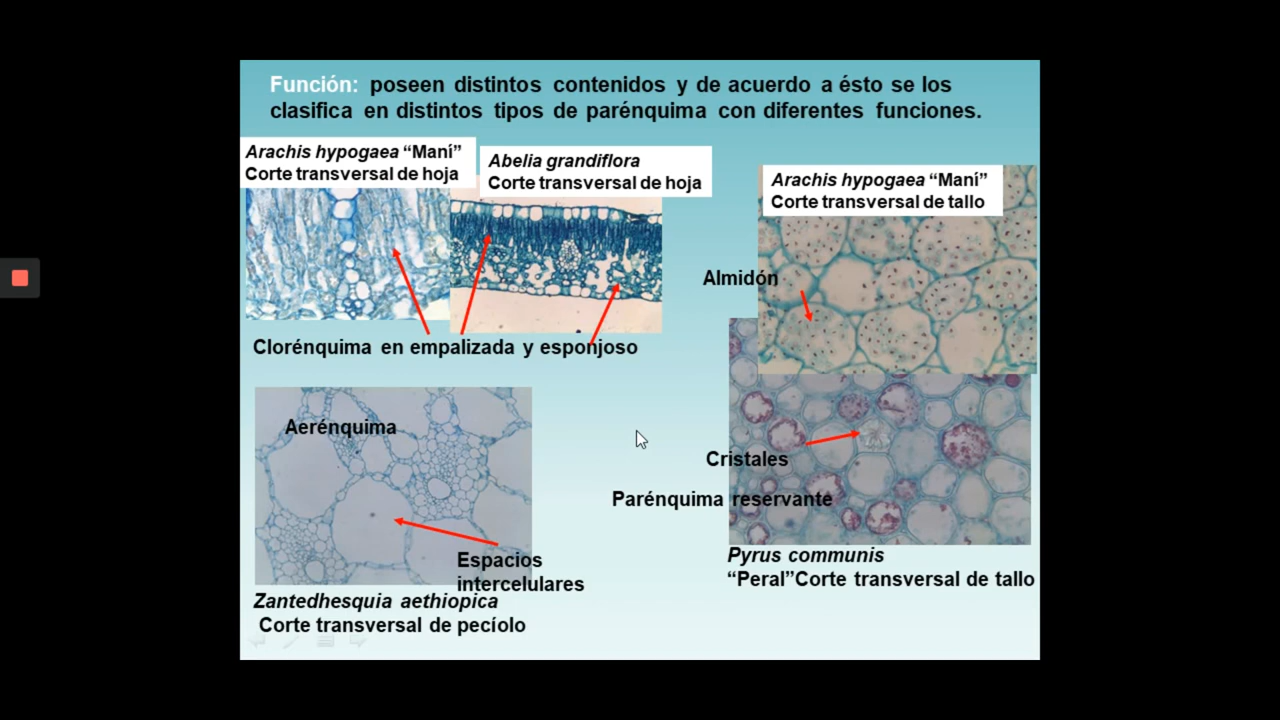 Función: poseen distintos contenidos y de acuerdo a ésto se los
clasifica en distintos tipos de parénquima con diferentes funciones.
Arachis hypogaea “Maní”
Corte transversal de hoja
Abelia grandiflora
Corte transversal de hoja
Arachis hypogaea “Maní”
Corte transversal de tallo
Almidón
Clorénquima en empalizada y esponjoso
Aerénquima
Cristales
Parénquima reservante
Espacios
intercelulares
Pyrus communis
“Peral”Corte transversal de tallo
Zantedhesquia aethiopica
Corte transversal de pecíolo